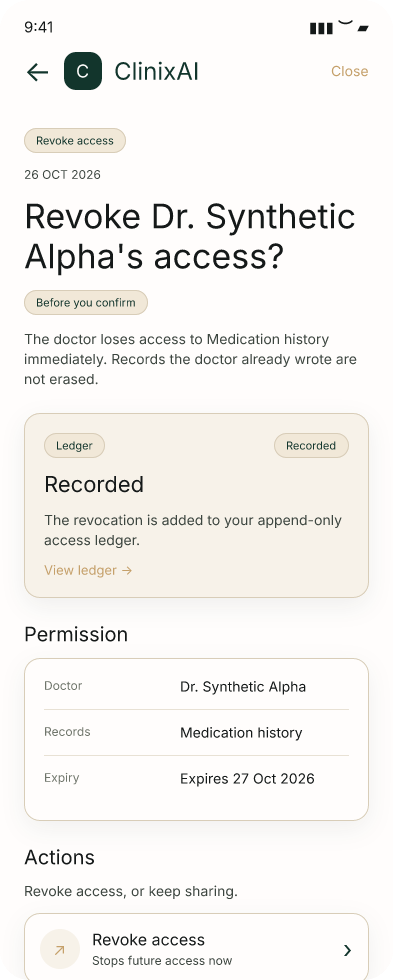 9:41
C ClinixAI Close
Revoke access
26 OCT 2026
Revoke Dr. Synthetic
Alpha's access?
Before you confirm
The doctor loses access to Medication history
immediately. Records the doctor already wrote are
not erased.
Ledger Recorded
Recorded
The revocation is added to your append-only
access ledger.
View ledger →
Permission
Doctor Dr. Synthetic Alpha
Records Medication history
Expiry Expires 27 Oct 2026
Actions
Revoke access, or keep sharing.
Revoke access
Stops future access now